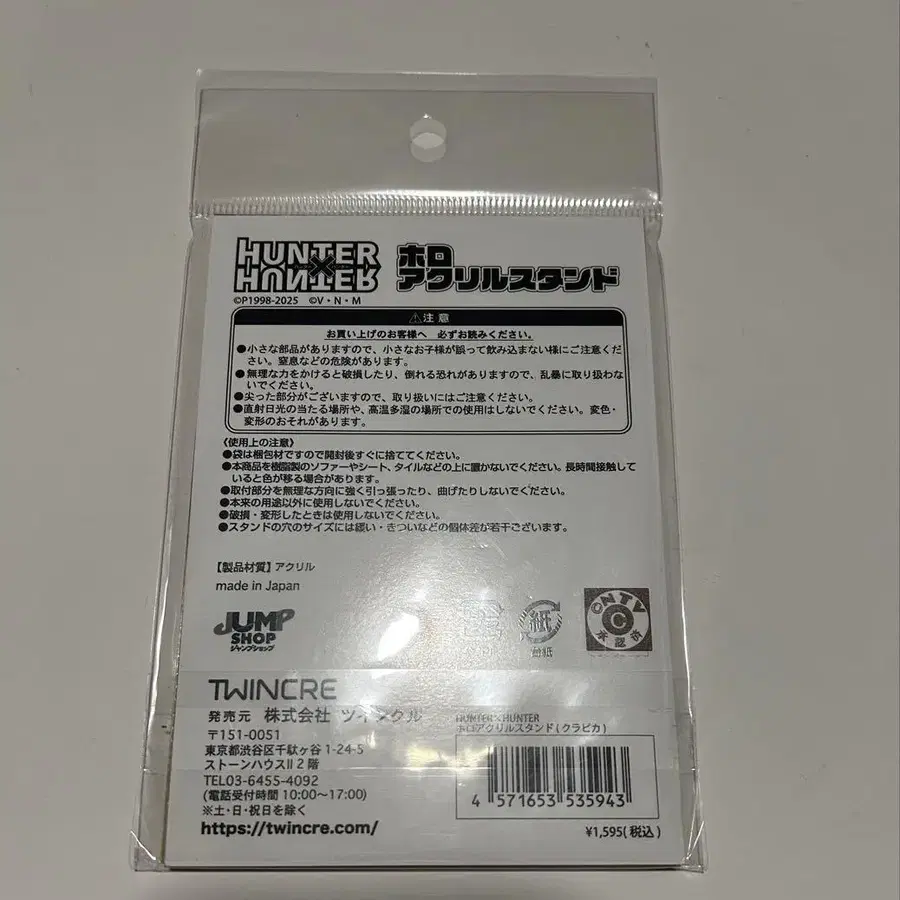 HUNTER×HUNTER
ホロ
アクリルスタンド
©P1998-2025 ©V・N・M
⚠注意
お買い上げのお客様へ 必ずお読みください。
●小さな部品がありますので、小さなお子様が誤って飲み込まない様にご注意くだ
さい。窒息などの危険があります。
●無理な力をかけると破損したり、倒れる恐れがありますので、乱暴に取り扱わな
いでください。
●尖った部分がございますので、取り扱いにはご注意ください。
●直射日光の当たる場所や、高温多湿の場所での使用はしないでください。変色・
変形のおそれがあります。
〈使用上の注意〉
●袋は梱包材ですので開封後すぐに捨ててください。
●本商品を樹脂製のソファーやシート、タイルなどの上に置かないでください。長時間接触して
いると色が移る場合があります。
●取付部分を無理な方向に強く引っ張ったり、曲げたりしないでください。
●本来の用途以外に使用しないでください。
●破損・変形したときは使用しないでください。
●スタンドの穴のサイズには緩い・きついなどの個体差が若干ございます。
【製品材質】アクリル
made in Japan
JUMP
SHOP
ジャンプショップ
紙
台紙
©NTV
C
承認済
TWINCRE
発売元 株式会社 ツインクル
〒151-0051
東京都渋谷区千駄ヶ谷1-24-5
ストーンハウスⅡ2階
TEL03-6455-4092
(電話受付時間 10:00〜17:00)
※土・日・祝日を除く
https://twincre.com/
HUNTER×HUNTER
ホロアクリルスタンド(クラピカ)
4 571653 535943
¥1,595(税込)